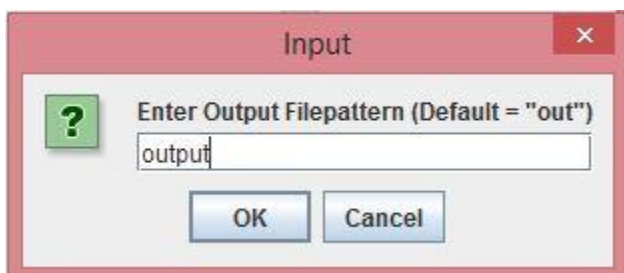 Input
Enter Output Filepattern (Default = "out")
output
OK Cancel